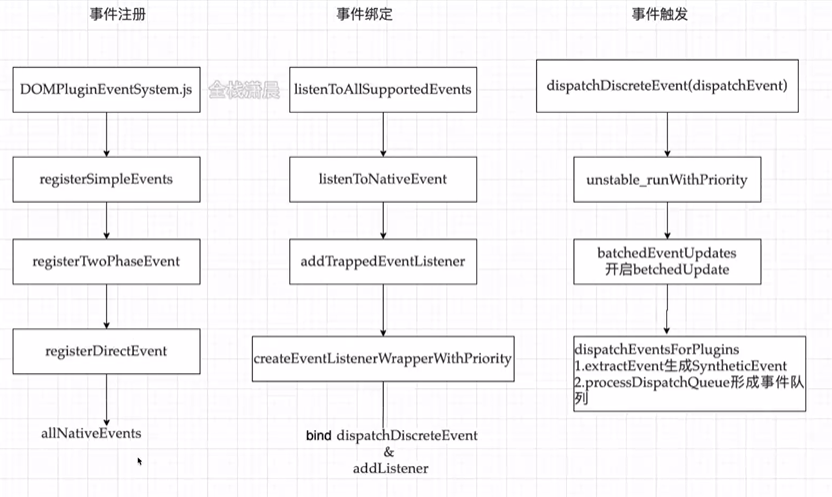 事件注册
DOMPluginEventSystem.js
registerSimpleEvents
registerTwoPhaseEvent
registerDirectEvent
allNativeEvents
全栈潇晨
事件绑定
listenToAllSupportedEvents
listenToNativeEvent
addTrappedEventListener
createEventListenerWrapperWithPriority
bind dispatchDiscreteEvent
&
addListener
事件触发
dispatchDiscreteEvent(dispatchEvent)
unstable_runWithPriority
batchedEventUpdates
开启betchedUpdate
dispatchEventsForPlugins
1.extractEvent生成SyntheticEvent
2.processDispatchQueue形成事件队
列